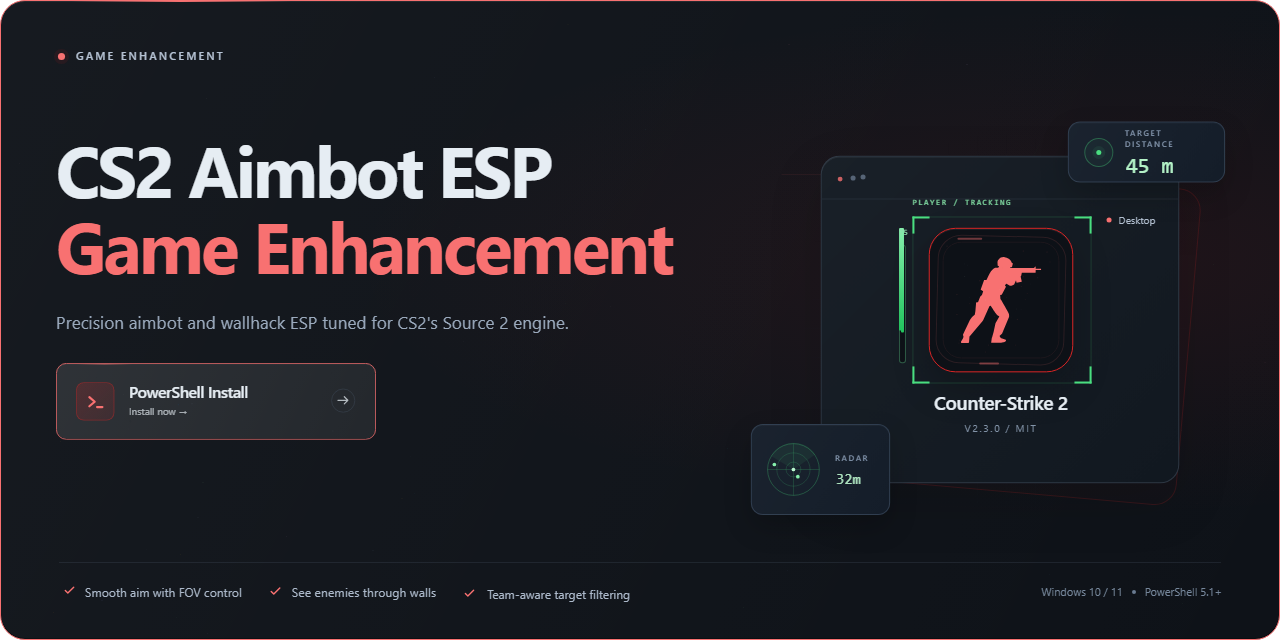 GAME ENHANCEMENT
CS2 Aimbot ESP
Game Enhancement
Precision aimbot and wallhack ESP tuned for CS2's Source 2 engine.
PowerShell Install
Install now →
TARGET
DISTANCE
45 m
PLAYER / TRACKING
Desktop
Counter-Strike 2
V2.3.0 / MIT
RADAR
32m
Smooth aim with FOV control
See enemies through walls
Team-aware target filtering
Windows 10 / 11 • PowerShell 5.1+